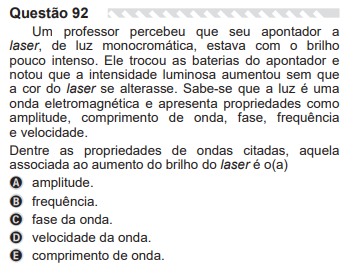 Questão 92
Um professor percebeu que seu apontador a
laser, de luz monocromática, estava com o brilho
pouco intenso. Ele trocou as baterias do apontador e
notou que a intensidade luminosa aumentou sem que
a cor do laser se alterasse. Sabe-se que a luz é uma
onda eletromagnética e apresenta propriedades como
amplitude, comprimento de onda, fase, frequência
e velocidade.
Dentre as propriedades de ondas citadas, aquela
associada ao aumento do brilho do laser é o(a)
A amplitude.
B frequência.
C fase da onda.
D velocidade da onda.
E comprimento de onda.